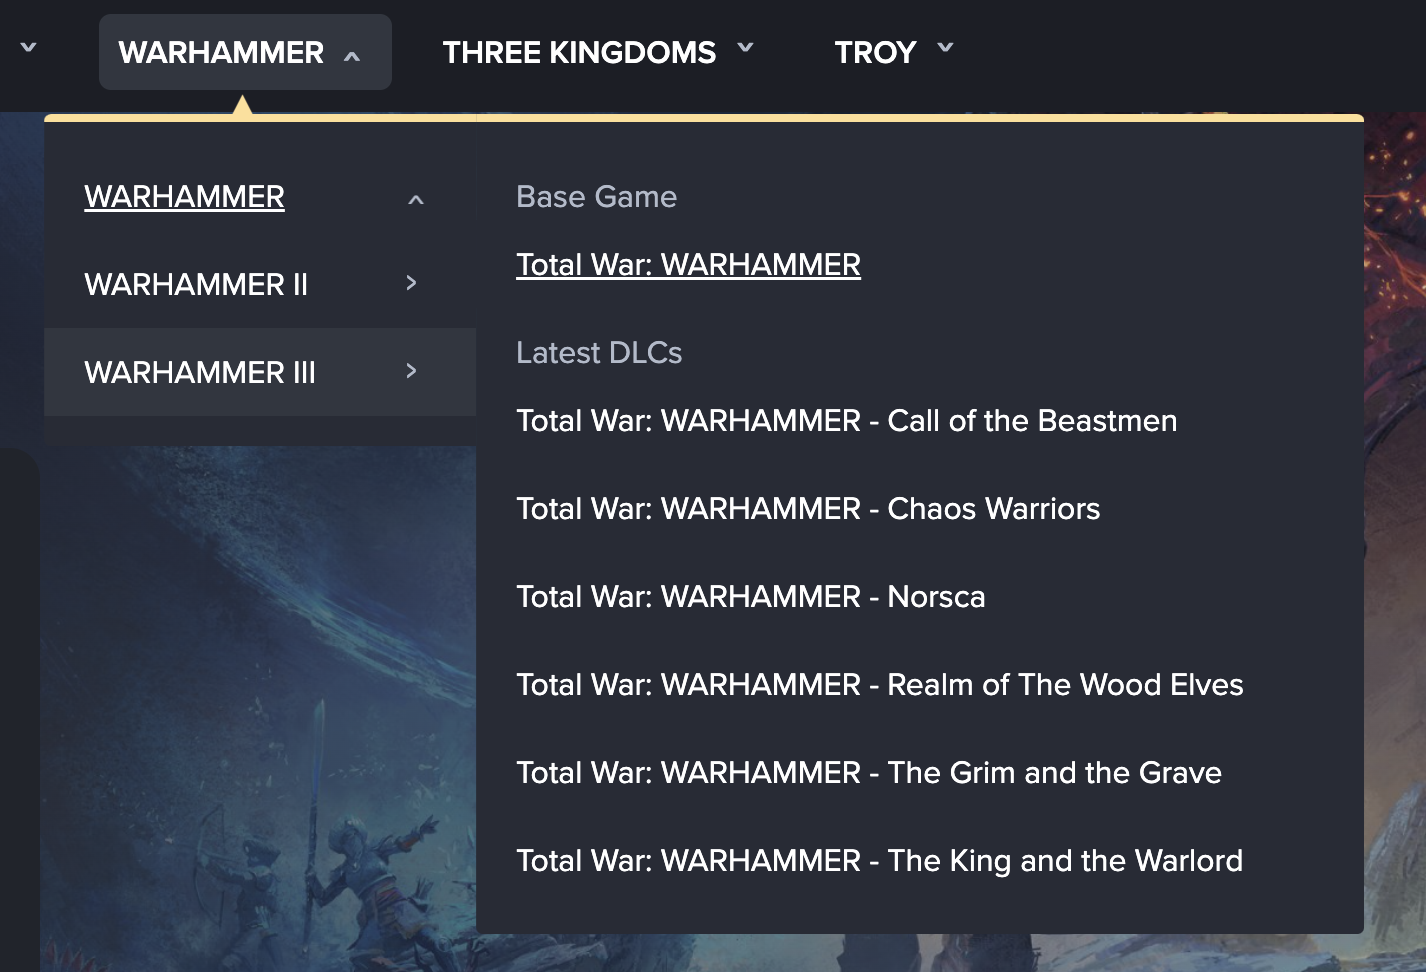 WARHAMMER
THREE KINGDOMS
TROY
WARHAMMER
WARHAMMER II
WARHAMMER III
Base Game
Total War: WARHAMMER
Latest DLCs
Total War: WARHAMMER - Call of the Beastmen
Total War: WARHAMMER - Chaos Warriors
Total War: WARHAMMER - Norsca
Total War: WARHAMMER - Realm of The Wood Elves
Total War: WARHAMMER - The Grim and the Grave
Total War: WARHAMMER - The King and the Warlord